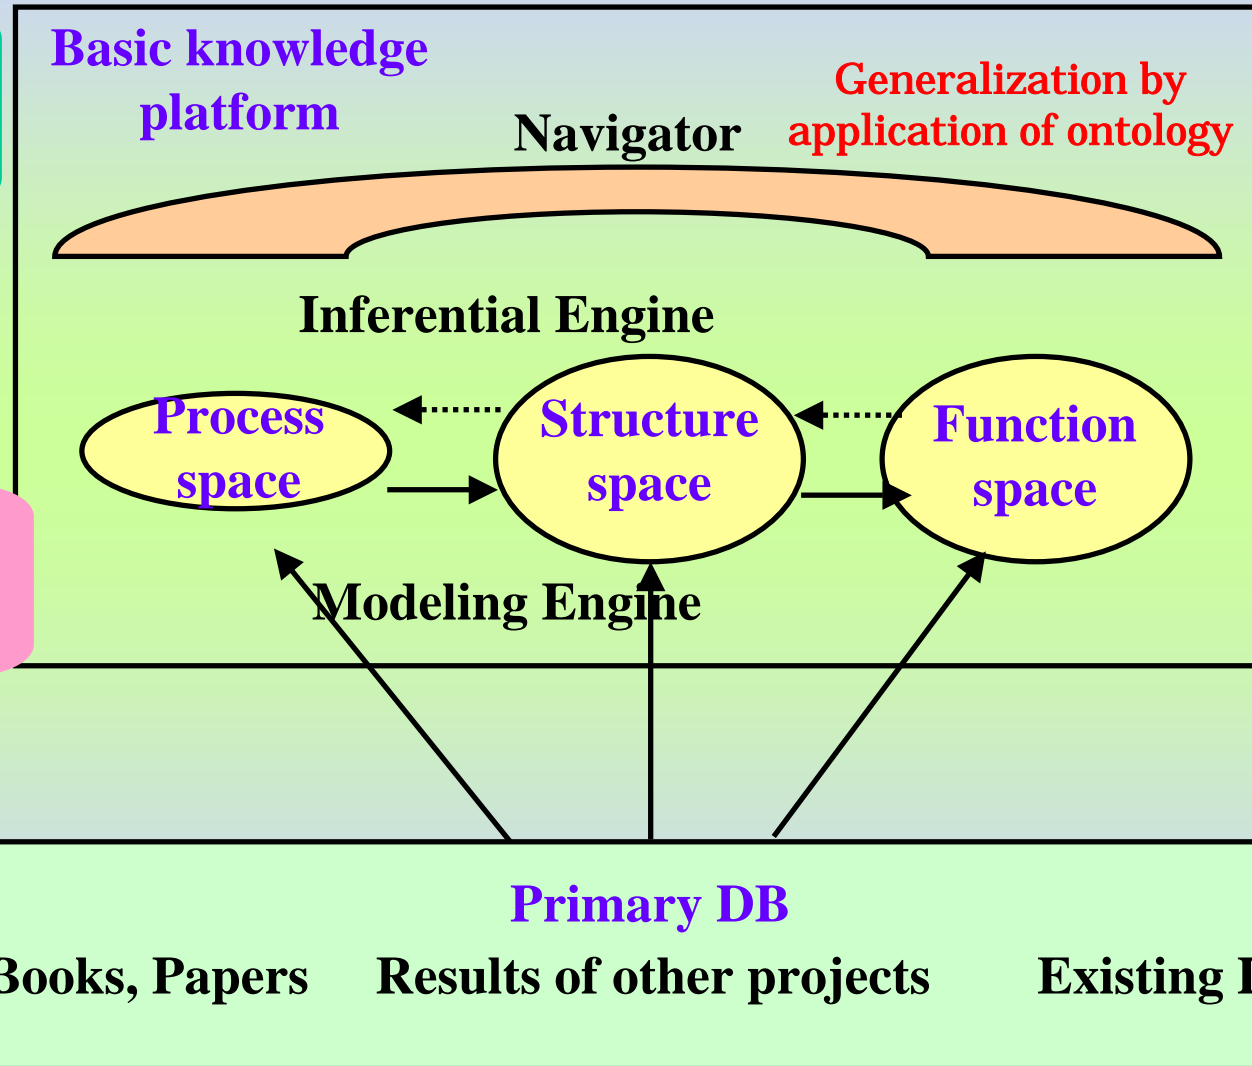 Basic knowledge
platform
Generalization by
application of ontology
Navigator
Inferential Engine
Process
space
Structure
space
Function
space
Modeling Engine
Primary DB
Books, Papers
Results of other projects
Existing